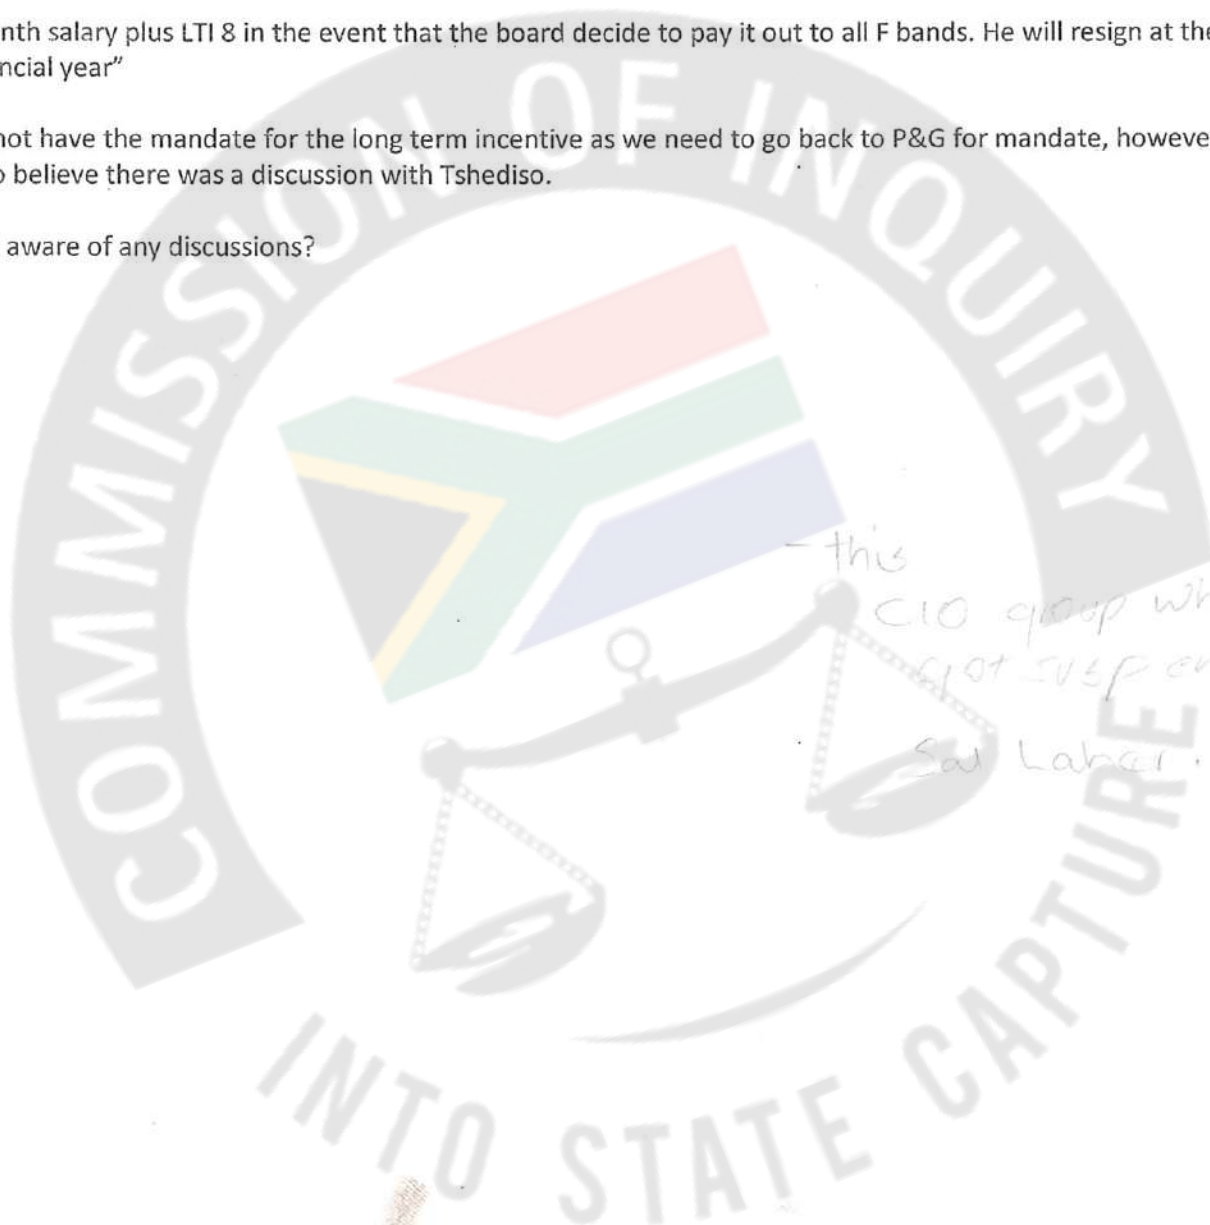 nth salary plus LTI 8 in the event that the board decide to pay it out to all F bands. He will resign at the
ncial year"
not have the mandate for the long term incentive as we need to go back to P&G for mandate, howeve
o believe there was a discussion with Tshediso.
aware of any discussions?
- this
CIO group wh
got susp
Sal Laher.
COMMISSION OF INQUIRY
INTO STATE CAPTURE